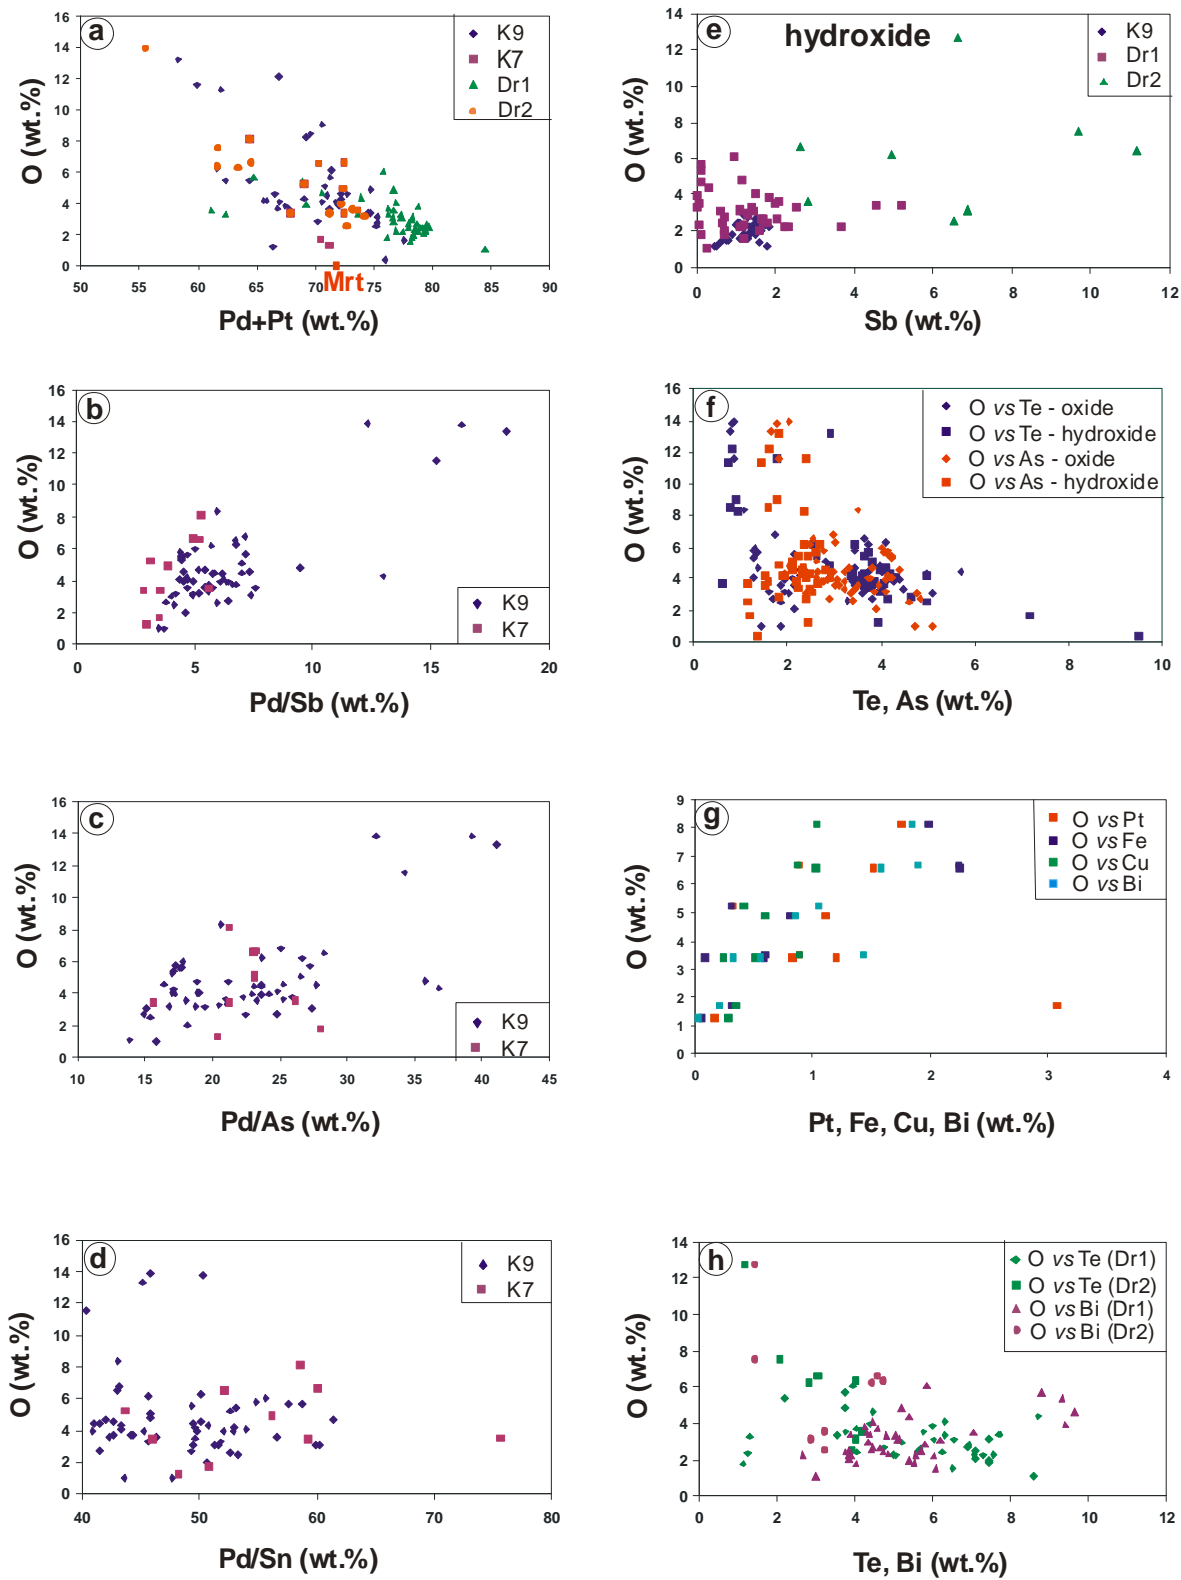 a
16
14
12
10
8
6
4
2
0
O (wt.%)
K9
K7
Dr1
Dr2
Mrt
50 55 60 65 70 75 80 85 90
Pd+Pt (wt.%)
e
hydroxide
14
12
10
8
6
4
2
0
O (wt.%)
K9
Dr1
Dr2
0 2 4 6 8 10 12
Sb (wt.%)
b
16
14
12
10
8
6
4
2
0
O (wt.%)
K9
K7
0 5 10 15 20
Pd/Sb (wt.%)
f
16
14
12
10
8
6
4
2
0
O (wt.%)
O vs Te - oxide
O vs Te - hydroxide
O vs As - oxide
O vs As - hydroxide
0 2 4 6 8 10
Te, As (wt.%)
c
16
14
12
10
8
6
4
2
0
O (wt.%)
K9
K7
10 15 20 25 30 35 40 45
Pd/As (wt.%)
g
9
8
7
6
5
4
3
2
1
0
O (wt.%)
O vs Pt
O vs Fe
O vs Cu
O vs Bi
0 1 2 3 4
Pt, Fe, Cu, Bi (wt.%)
d
16
14
12
10
8
6
4
2
0
O (wt.%)
K9
K7
40 50 60 70 80
Pd/Sn (wt.%)
h
14
12
10
8
6
4
2
0
O (wt.%)
O vs Te (Dr1)
O vs Te (Dr2)
O vs Bi (Dr1)
O vs Bi (Dr2)
0 2 4 6 8 10 12
Te, Bi (wt.%)